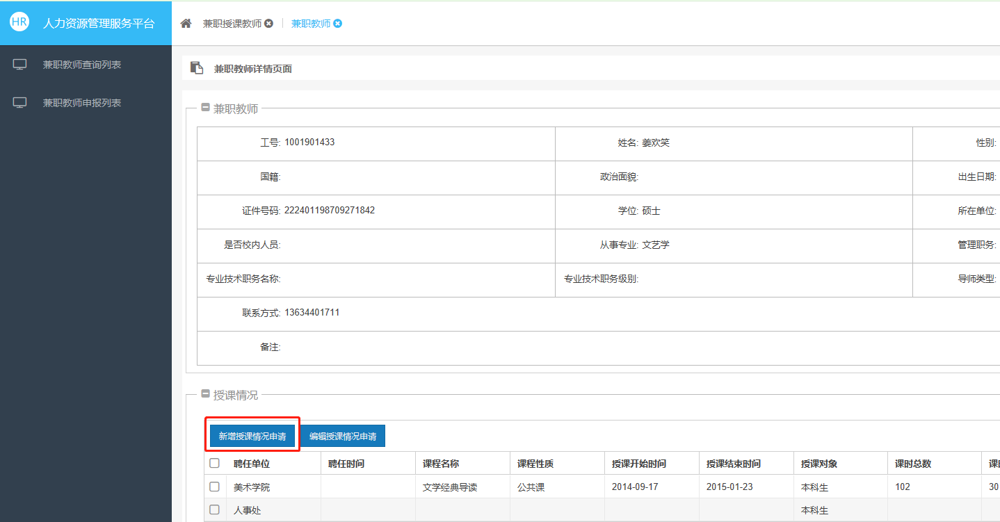 HR 人力资源管理服务平台
兼职授课教师 兼职教师
兼职教师查询列表
兼职教师申报列表
兼职教师详情页面
兼职教师
工号: 1001901433 姓名: 姜欢笑 性别:
国籍: 政治面貌: 出生日期:
证件号码: 222401198709271842 学位: 硕士 所在单位:
是否校内人员: 从事专业: 文艺学 管理职务:
专业技术职务名称: 专业技术职务级别: 导师类型:
联系方式: 13634401711
备注:
授课情况
新增授课情况申请 编辑授课情况申请
聘任单位 聘任时间 课程名称 课程性质 授课开始时间 授课结束时间 授课对象 课时总数 课
美术学院 文学经典导读 公共课 2014-09-17 2015-01-23 本科生 102 30
人事处 本科生